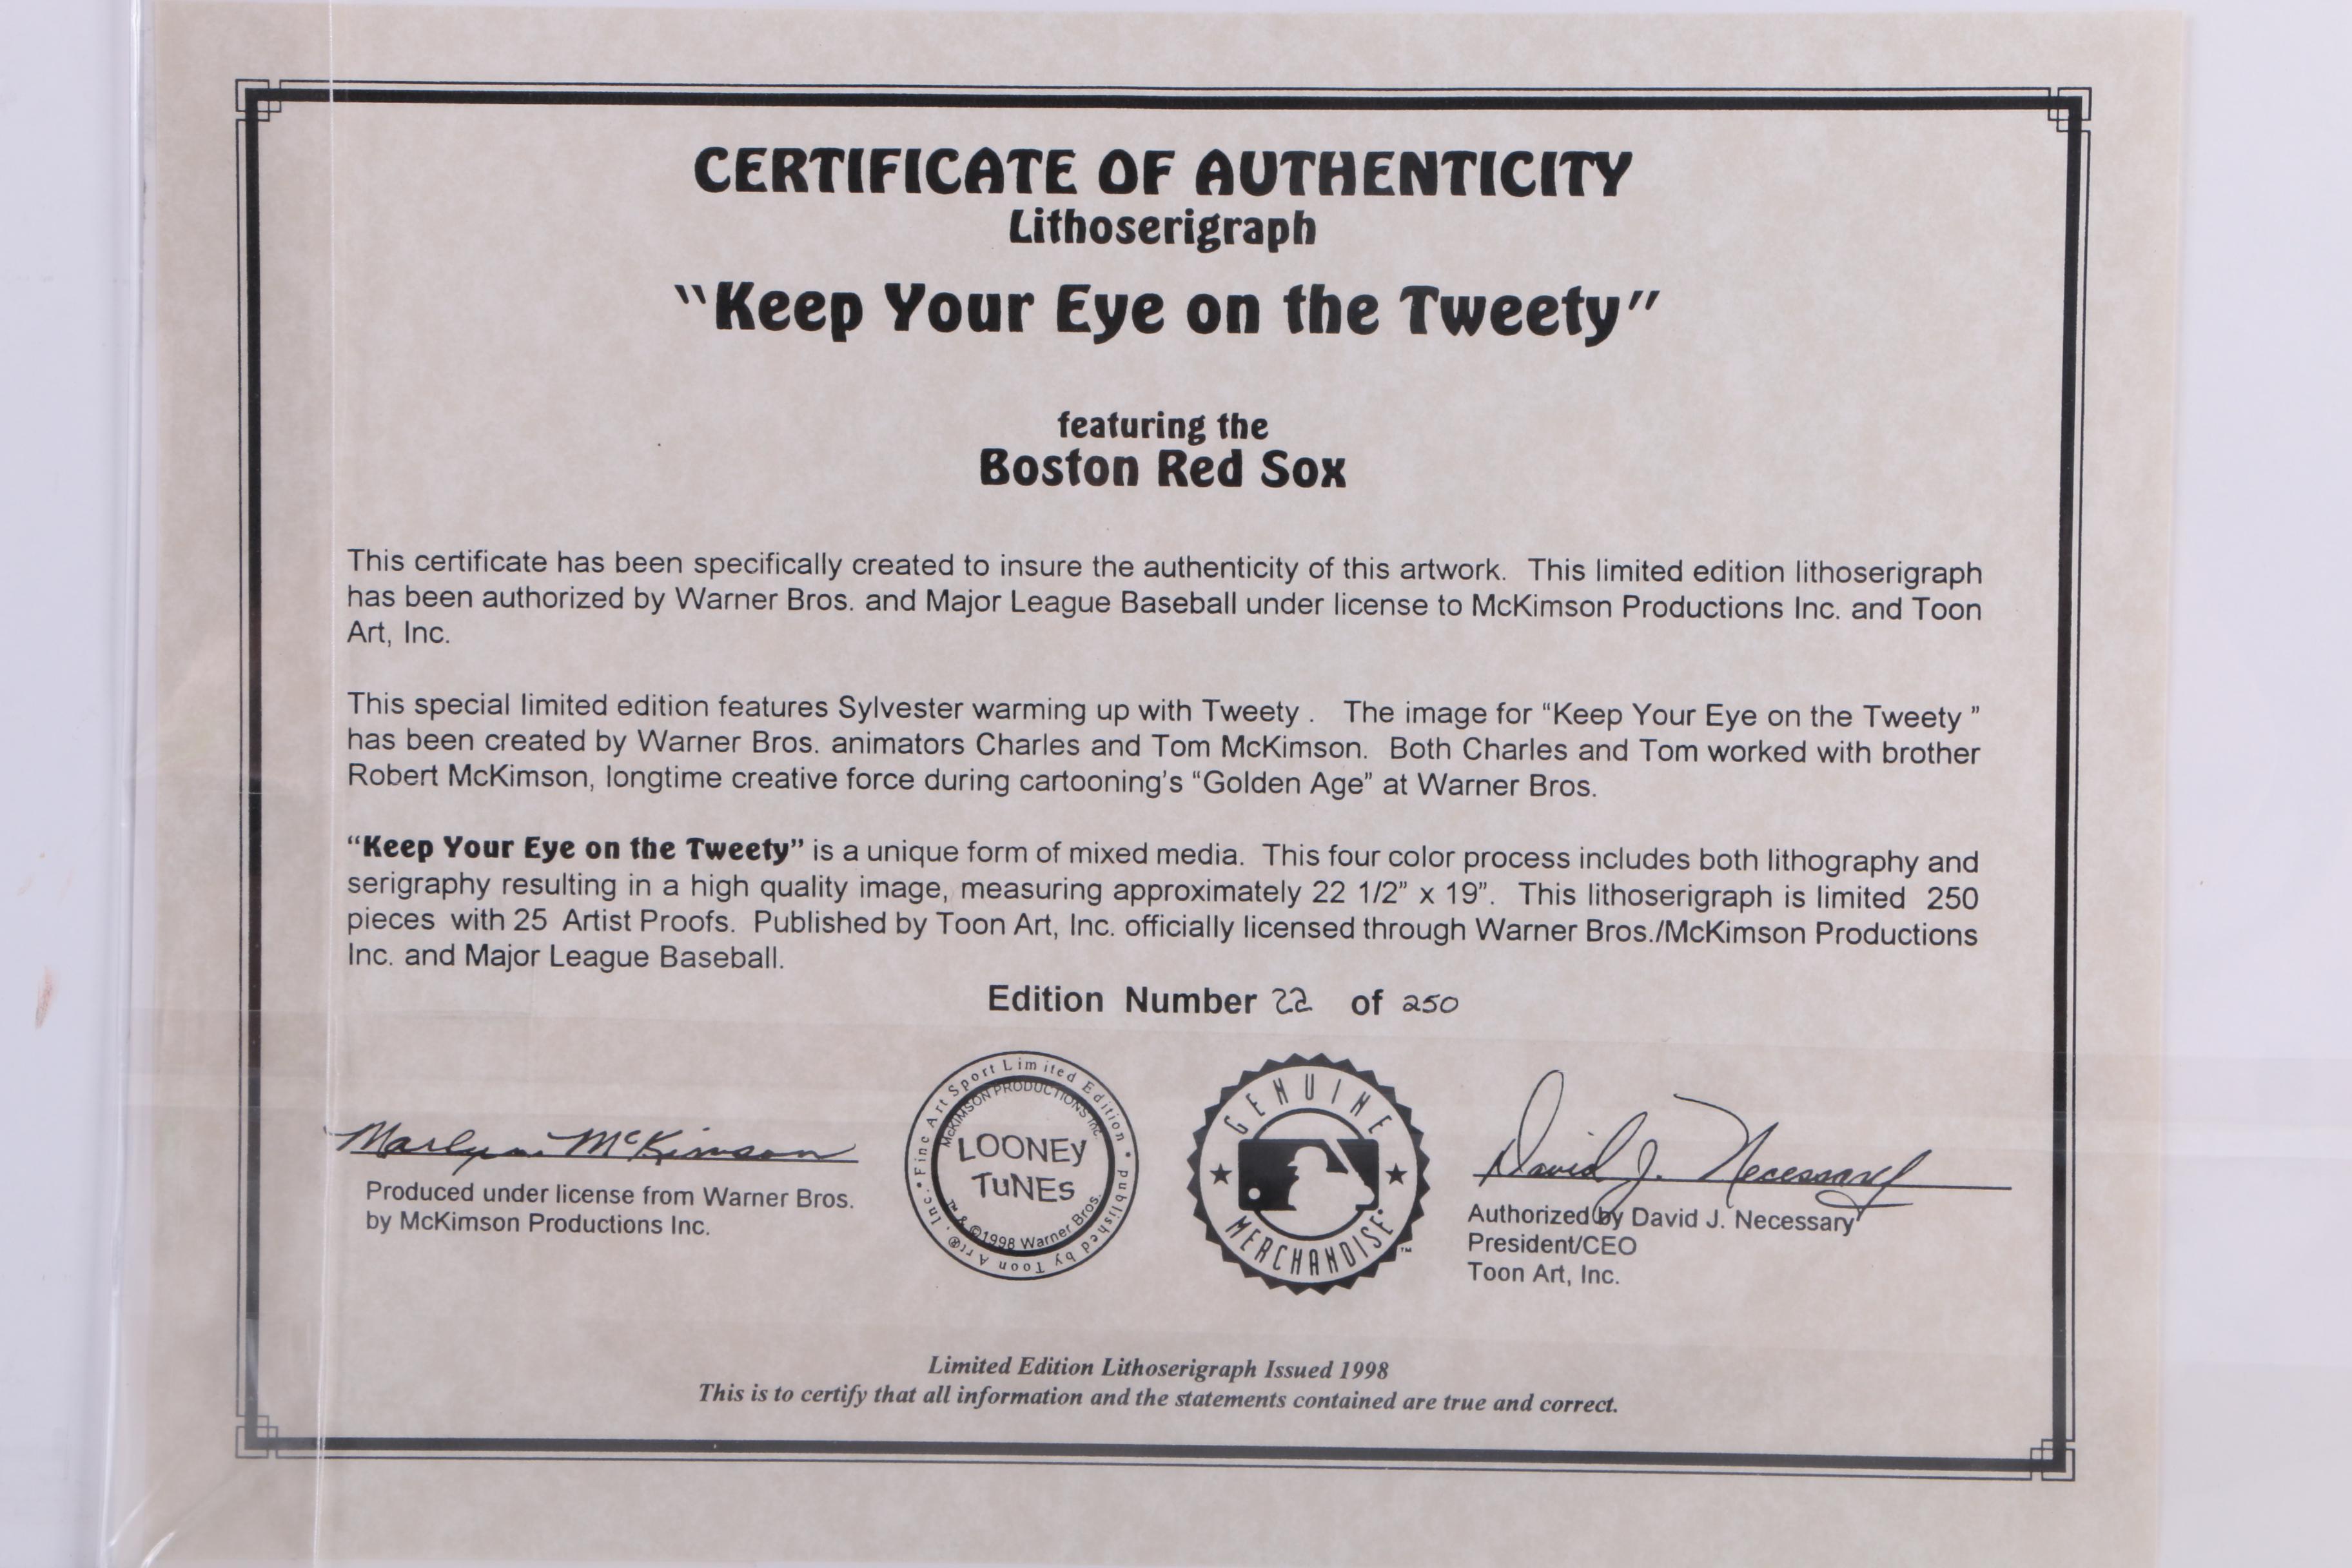 CERTIFICATE OF AUTHENTICITY
Lithoserigraph
"Keep Your Eye on the Tweety"
featuring the
Boston Red Sox
This certificate has been specifically created to insure the authenticity of this artwork. This limited edition lithoserigraph
has been authorized by Warner Bros. and Major League Baseball under license to McKimson Productions Inc. and Toon
Art, Inc.
This special limited edition features Sylvester warming up with Tweety . The image for “Keep Your Eye on the Tweety ”
has been created by Warner Bros. animators Charles and Tom McKimson. Both Charles and Tom worked with brother
Robert McKimson, longtime creative force during cartooning’s “Golden Age” at Warner Bros.
“Keep Your Eye on the Tweety” is a unique form of mixed media. This four color process includes both lithography and
serigraphy resulting in a high quality image, measuring approximately 22 1/2” x 19”. This lithoserigraph is limited 250
pieces with 25 Artist Proofs. Published by Toon Art, Inc. officially licensed through Warner Bros./McKimson Productions
Inc. and Major League Baseball.
Edition Number 22 of 250
Marlynn McKimson
Produced under license from Warner Bros.
by McKimson Productions Inc.
Fine Art Sport Limited Edition • published by Toon Art®, Inc. •
McKIMSON PRODUCTIONS INC.
LOONEY
TUNES
™ & ©1998 Warner Bros.
GENUINE
MERCHANDISE™
David J. Necessary
Authorized by David J. Necessary
President/CEO
Toon Art, Inc.
Limited Edition Lithoserigraph Issued 1998
This is to certify that all information and the statements contained are true and correct.